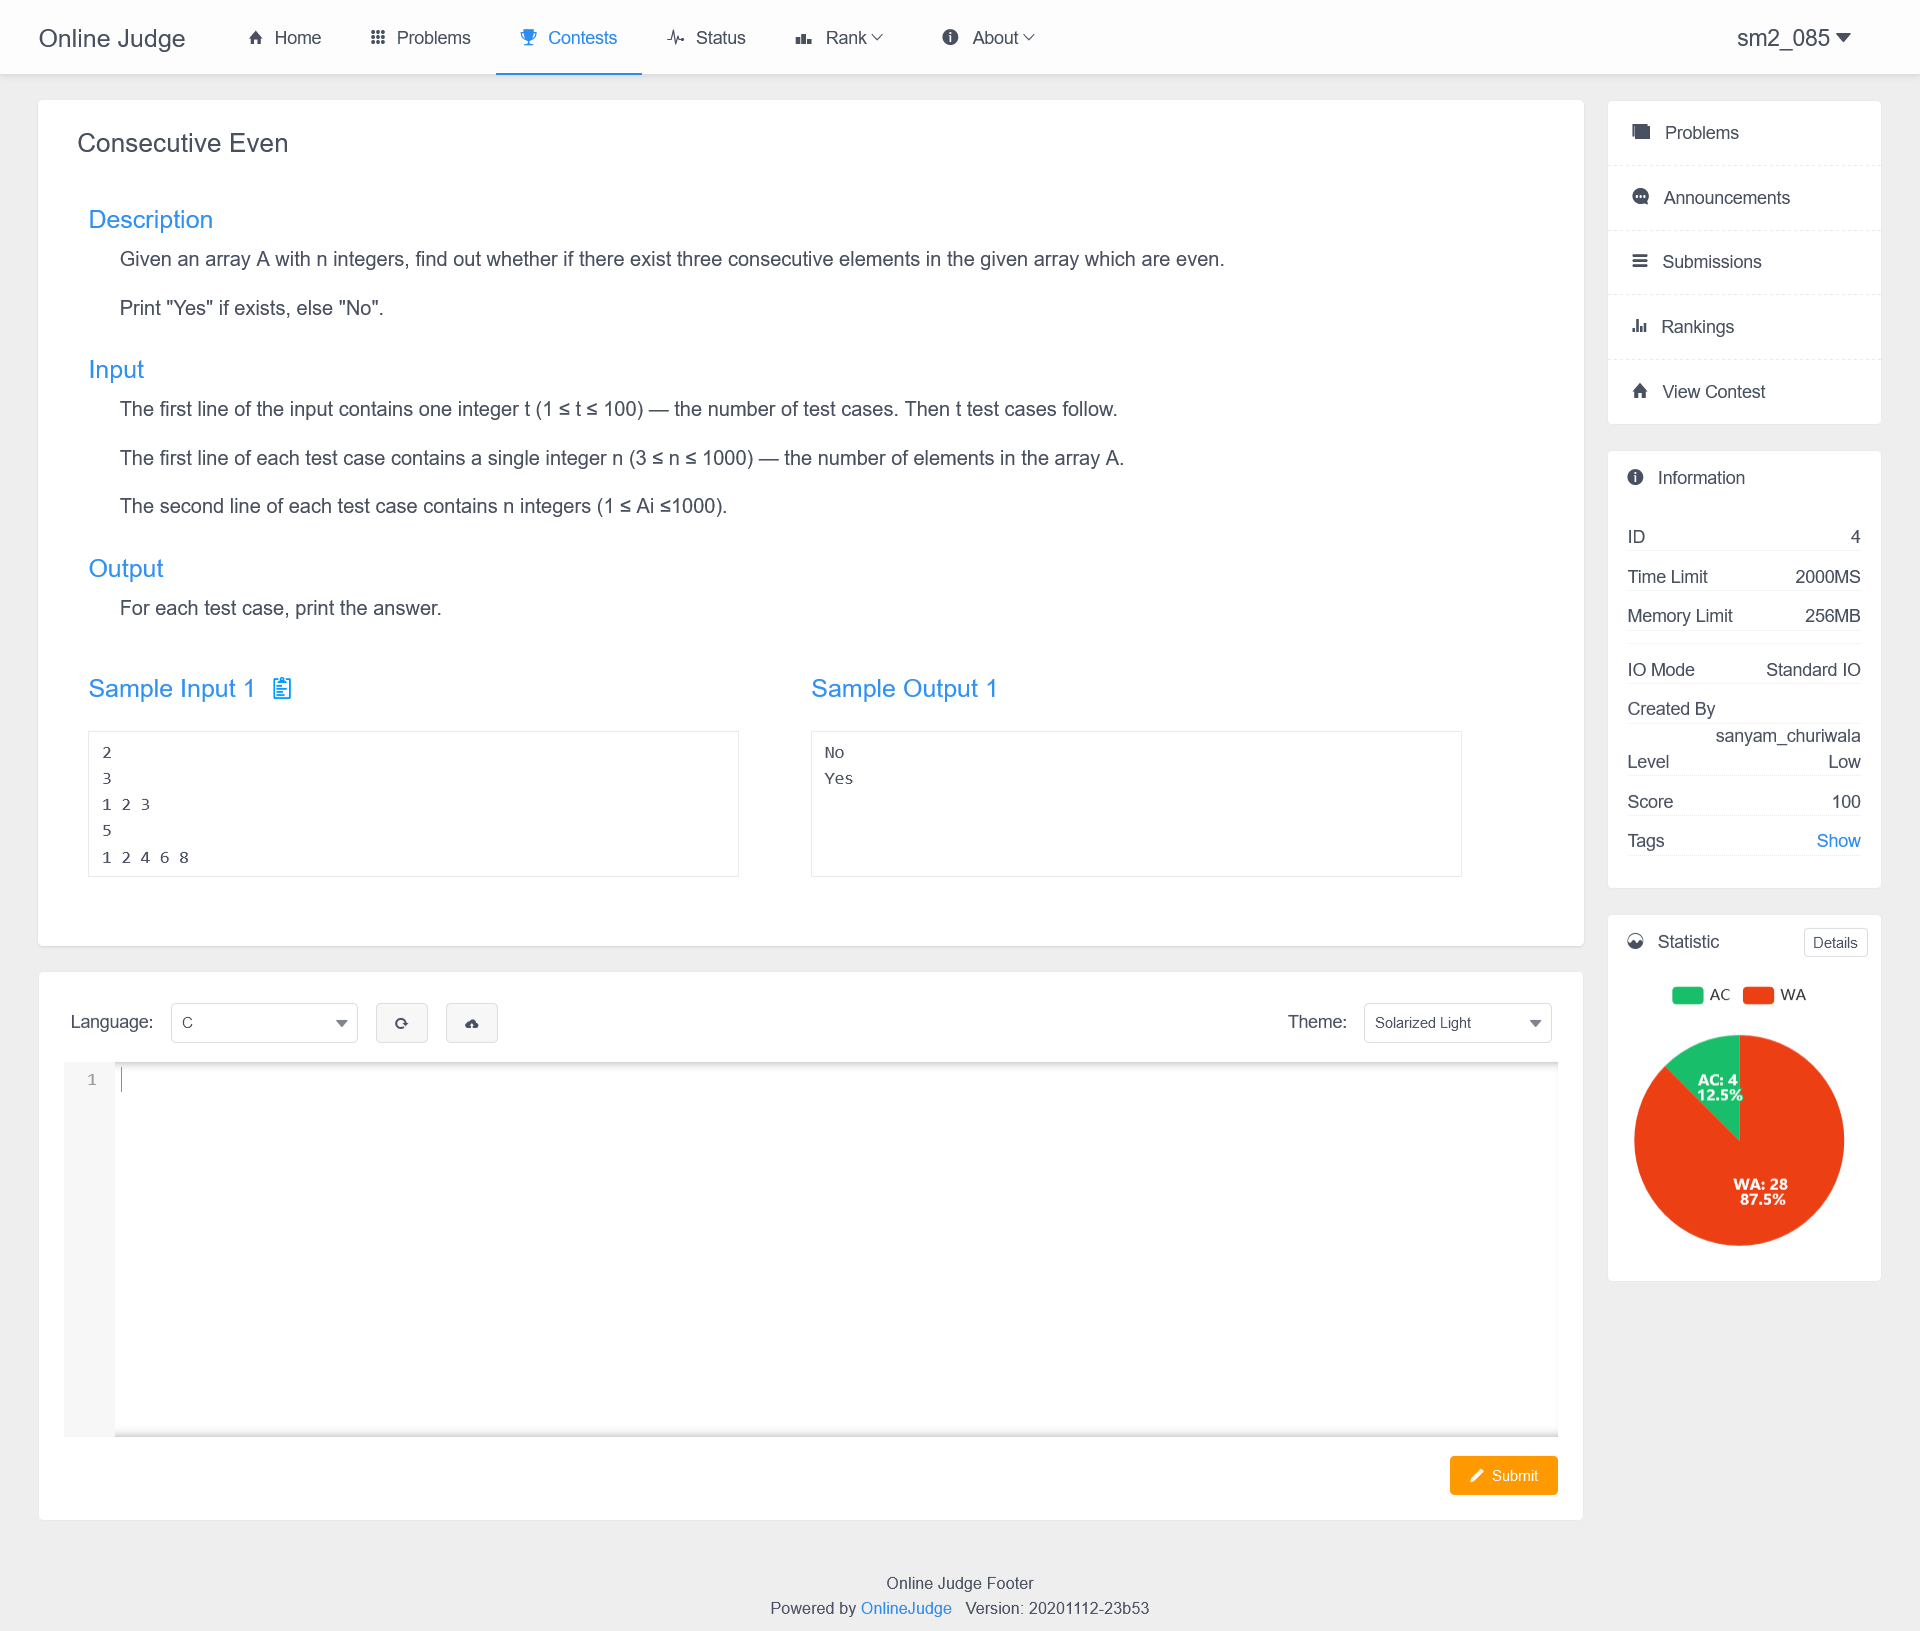 Online Judge
Home
Problems
Contests
Status
Rank
About
sm2_085
Consecutive Even
Description
Given an array A with n integers, find out whether if there exist three consecutive elements in the given array which are even.
Print "Yes" if exists, else "No".
Input
The first line of the input contains one integer t (1 ≤ t ≤ 100) — the number of test cases. Then t test cases follow.
The first line of each test case contains a single integer n (3 ≤ n ≤ 1000) — the number of elements in the array A.
The second line of each test case contains n integers (1 ≤ Ai ≤1000).
Output
For each test case, print the answer.
Sample Input 1
2
3
1 2 3
5
1 2 4 6 8
Sample Output 1
No
Yes
Language:
C
Theme:
Solarized Light
1
Submit
Problems
Announcements
Submissions
Rankings
View Contest
Information
ID 4
Time Limit 2000MS
Memory Limit 256MB
IO Mode Standard IO
Created By
sanyam_churiwala
Level Low
Score 100
Tags Show
Statistic
Details
AC WA
AC: 4
12.5%
WA: 28
87.5%
Online Judge Footer
Powered by OnlineJudge Version: 20201112-23b53